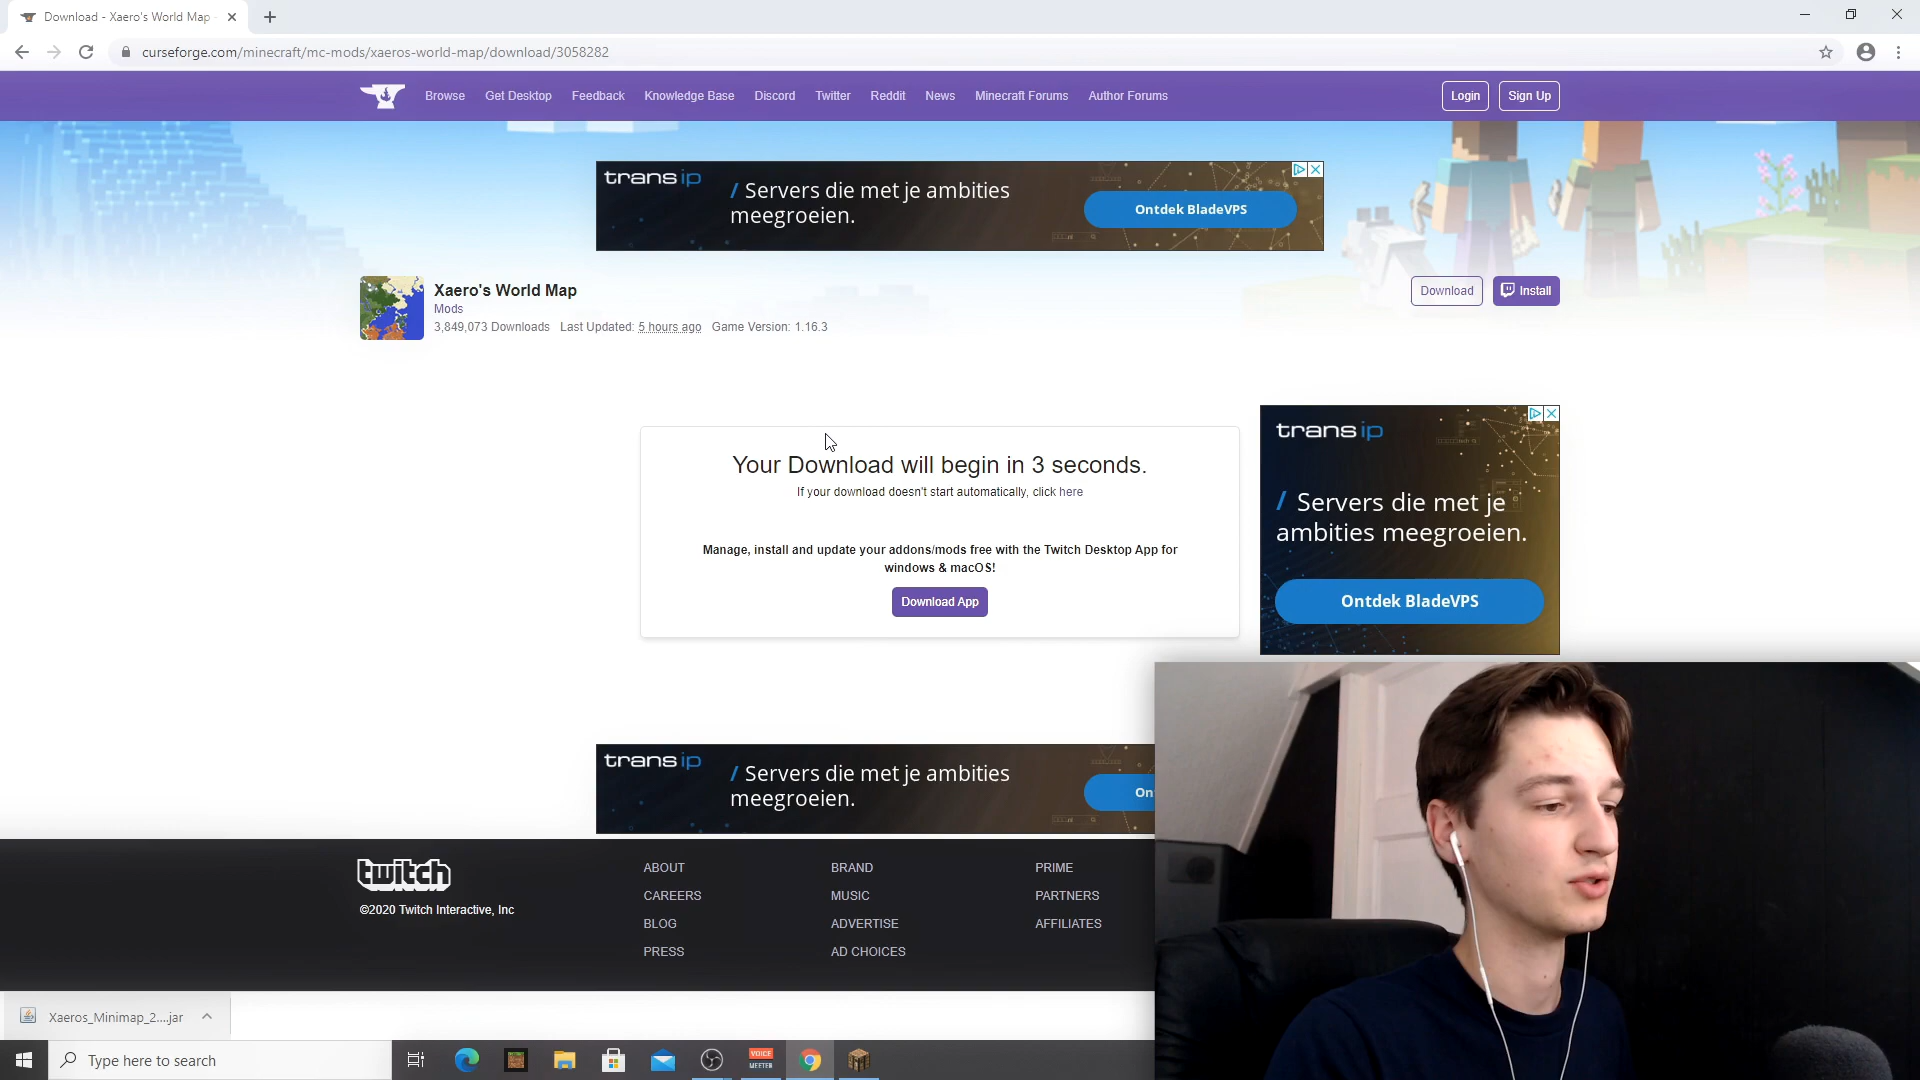 Download - Xaero's World Map
curseforge.com/minecraft/mc-mods/xaeros-world-map/download/3058282
Browse Get Desktop Feedback Knowledge Base Discord Twitter Reddit News Minecraft Forums Author Forums Login Sign Up
transip
/ Servers die met je ambities
meegroeien.
Ontdek BladeVPS
Xaero's World Map
Mods
3,849,073 Downloads Last Updated: 5 hours ago Game Version: 1.16.3
Download Install
Your Download will begin in 3 seconds.
If your download doesn't start automatically, click here
Manage, install and update your addons/mods free with the Twitch Desktop App for
windows & macOS!
Download App
transip
/ Servers die met je
ambities meegroeien.
Ontdek BladeVPS
transip
/ Servers die met je ambities
meegroeien.
On
twitch
©2020 Twitch Interactive, Inc
ABOUT BRAND PRIME
CAREERS MUSIC PARTNERS
BLOG ADVERTISE AFFILIATES
PRESS AD CHOICES
Xaeros_Minimap_2....jar
Type here to search
VOICE
MEETER